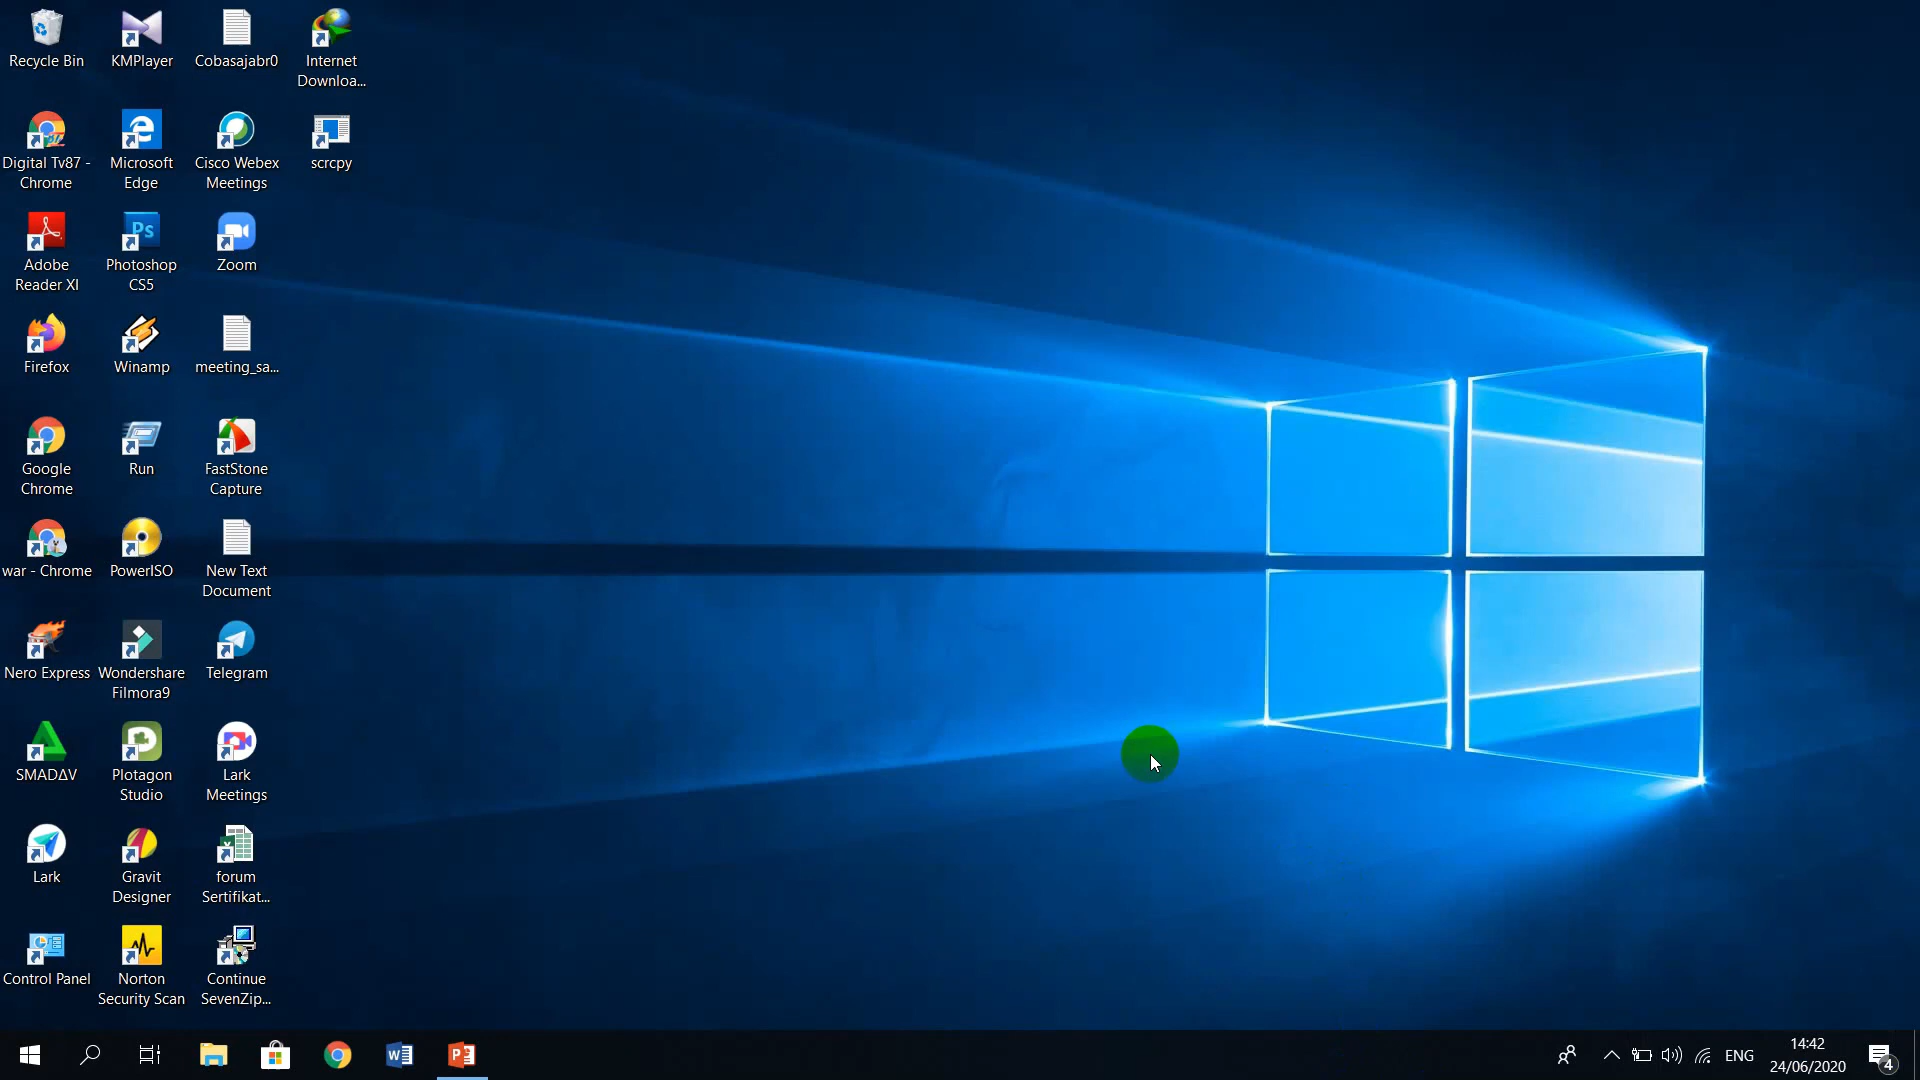 Recycle Bin
KMPlayer
Cobasajabr0
Internet
Downloa...
Digital Tv87 -
Chrome
Microsoft
Edge
Cisco Webex
Meetings
scrcpy
Adobe
Reader XI
Ps
Photoshop
CS5
Zoom
Firefox
Winamp
meeting_sa...
Google
Chrome
Run
FastStone
Capture
war - Chrome
PowerISO
New Text
Document
Nero Express
Wondershare
Filmora9
Telegram
SMADΔV
Plotagon
Studio
Lark
Meetings
Lark
Gravit
Designer
forum
Sertifikat...
Control Panel
Norton
Security Scan
Continue
SevenZip...
ENG
14:42
24/06/2020
4